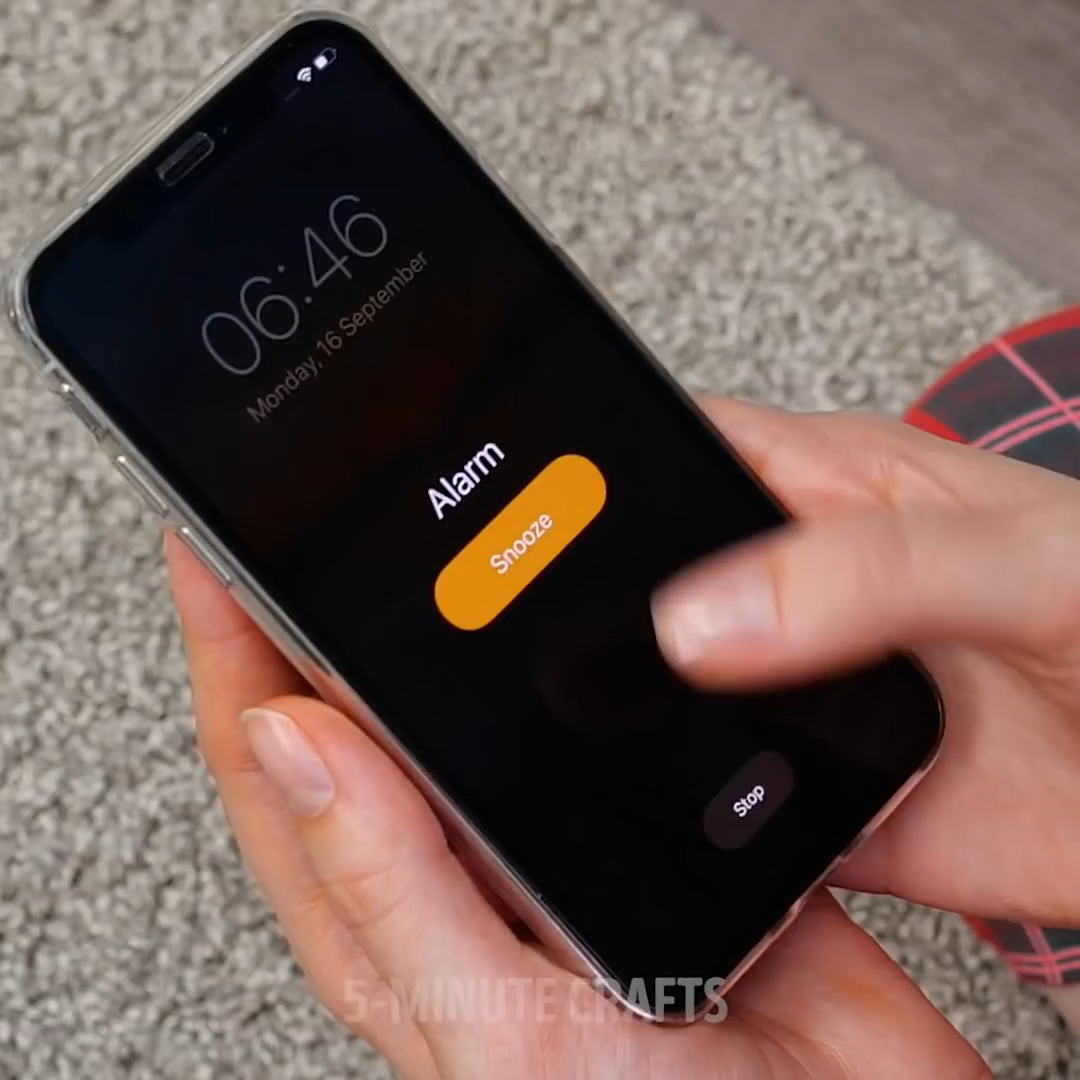 06:46
Monday, 16 September
Alarm
Snooze
Stop
5-MINUTE CRAFTS